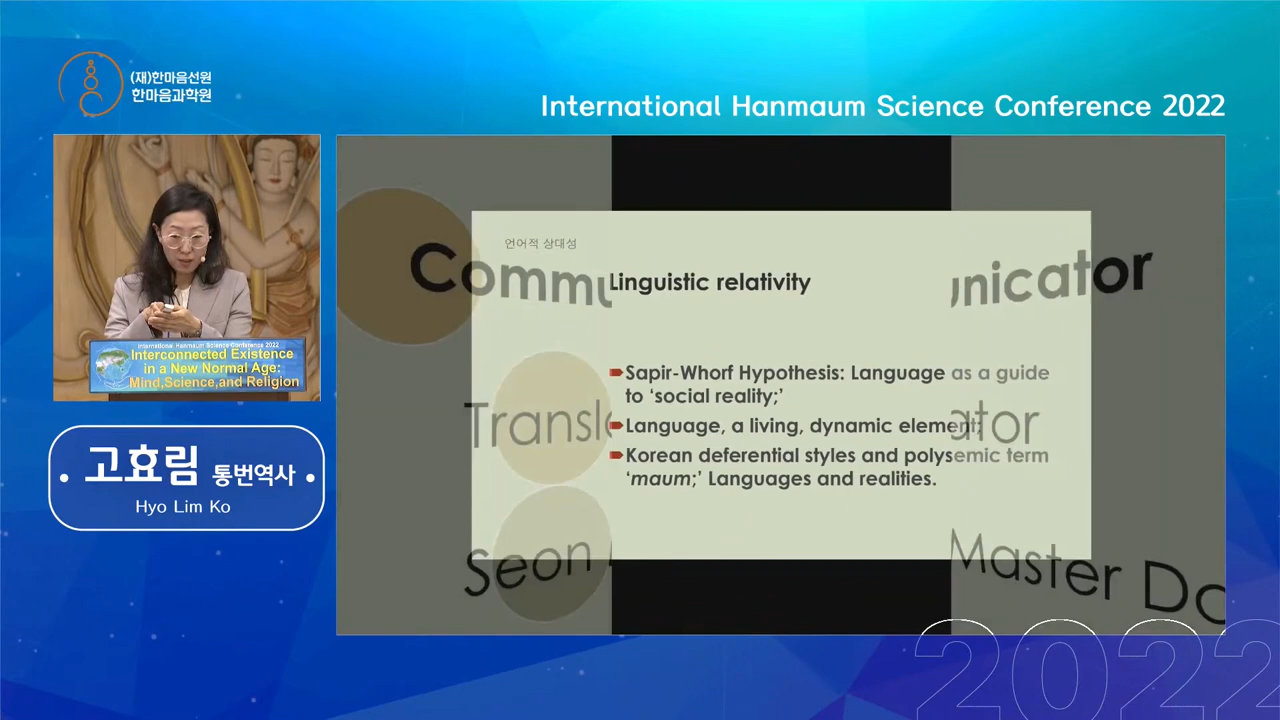 (재)한마음선원
한마음과학원
International Hanmaum Science Conference 2022
International Hanmaum Science Conference 2022
Interconnected Existence
in a New Normal Age:
Mind,Science,and Religion
고효림 통번역사
Hyo Lim Ko
언어적 상대성
Linguistic relativity
Sapir-Whorf Hypothesis: Language as a guide
to ‘social reality;’
Language, a living, dynamic element;
Korean deferential styles and polysemic term
‘maum;’ Languages and realities.
Commu
unicator
Transl
ator
Seon
Master Do
2022